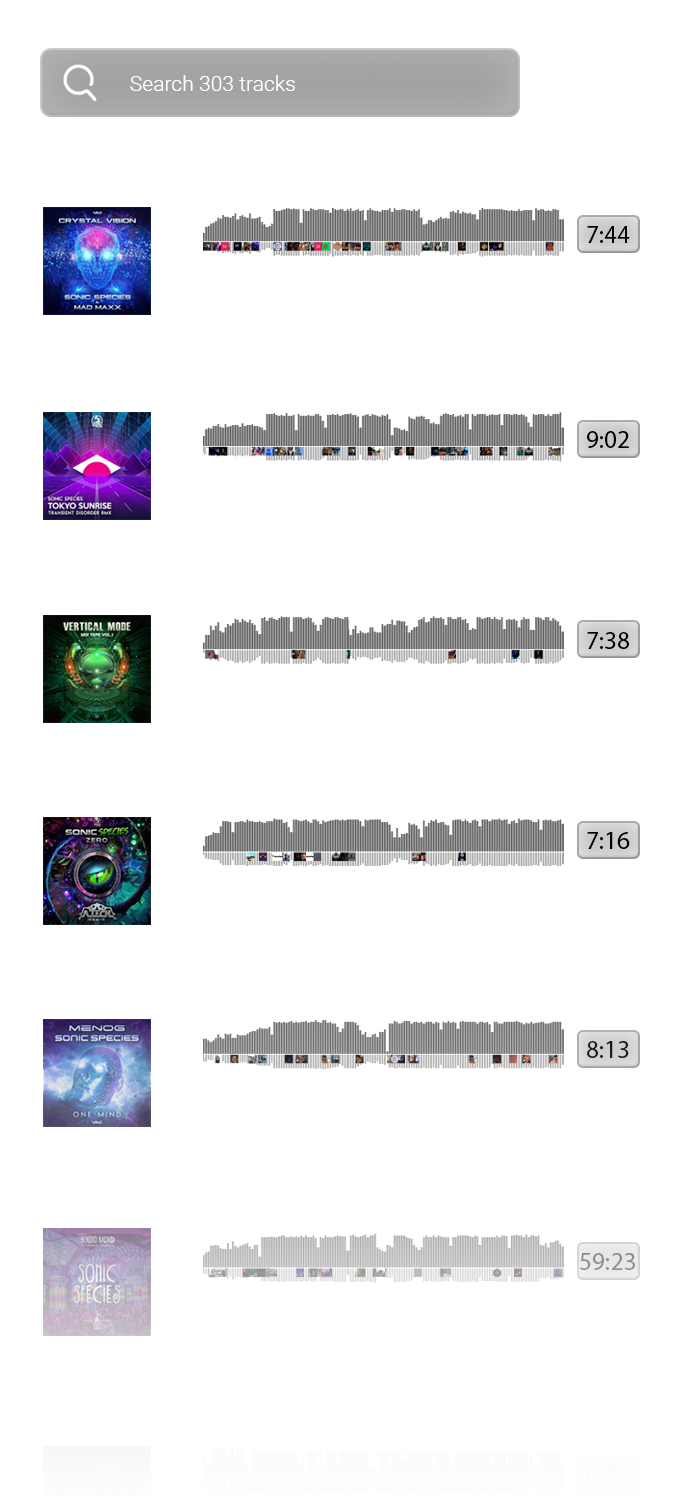 Search 303 tracks
CRYSTAL VISION
SONIC SPECIES
&
MAD MAXX
7:44
SONIC SPECIES
TOKYO SUNRISE
TRANSIENT DISORDER RMX
9:02
VERTICAL MODE
MIX TAPE VOL.1
7:38
SONIC SPECIES
ZERO
REMIX
7:16
MENOG
SONIC SPECIES
ONE MIND
8:13
SONIC
SPECIES
59:23